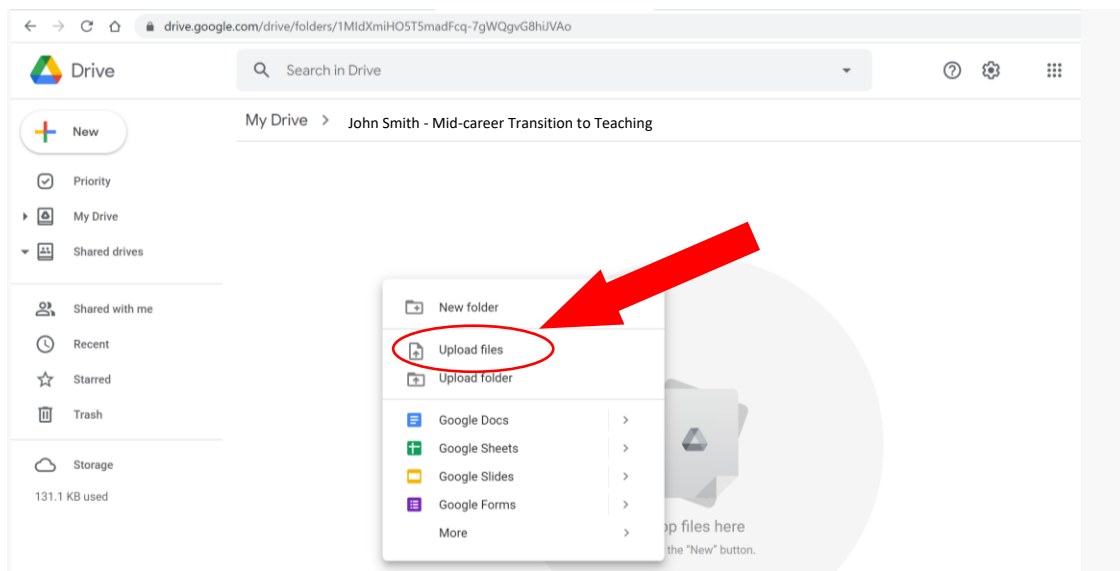 drive.google.com/drive/folders/1MIdXmiHO5T5madFcq-7gWQgvG8hiJVAo
Drive
Search in Drive
New
My Drive > John Smith - Mid-career Transition to Teaching
Priority
My Drive
Shared drives
Shared with me
Recent
Starred
Trash
Storage
131.1 KB used
New folder
Upload files
Upload folder
Google Docs
Google Sheets
Google Slides
Google Forms
More
op files here
the "New" button.